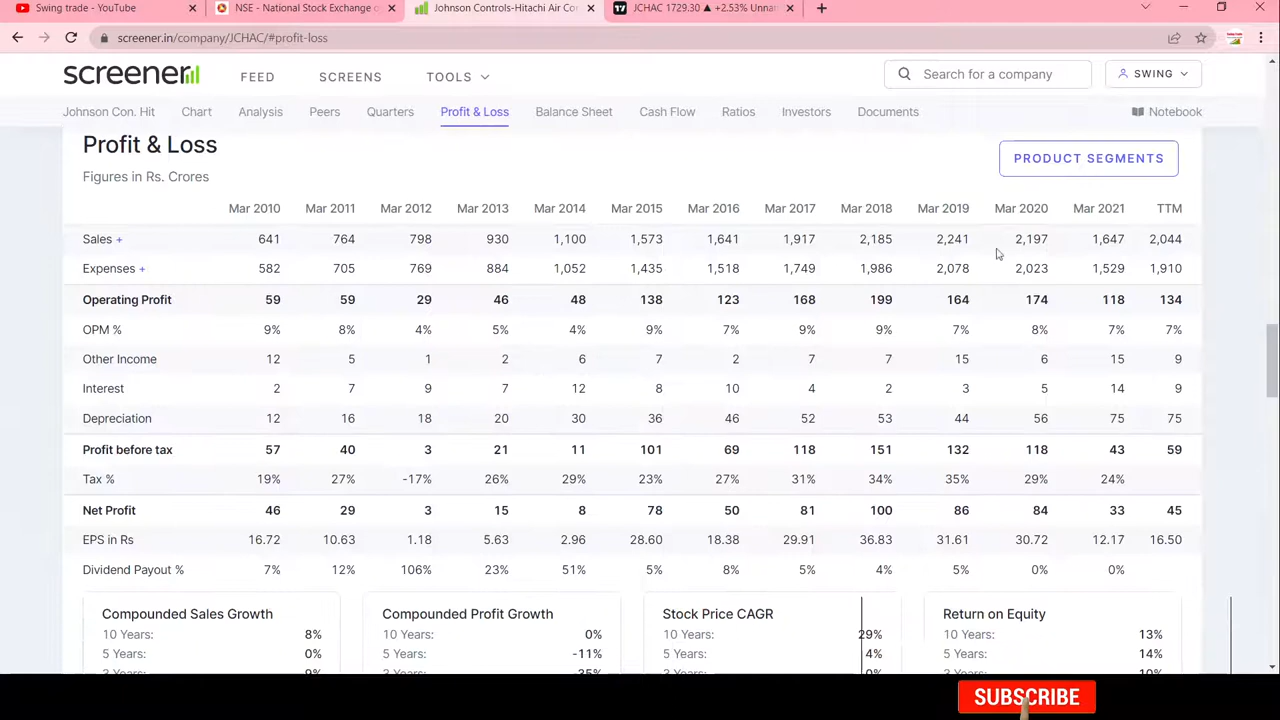 Swing trade - YouTube
NSE - National Stock Exchange o
Johnson Controls-Hitachi Air Co
JCHAC 1729.30 ▲ +2.53% Unna
screener.in/company/JCHAC/#profit-loss
screener FEED SCREENS TOOLS Search for a company SWING
Johnson Con. Hit Chart Analysis Peers Quarters Profit & Loss Balance Sheet Cash Flow Ratios Investors Documents Notebook
Profit & Loss
PRODUCT SEGMENTS
Figures in Rs. Crores
Mar 2010 Mar 2011 Mar 2012 Mar 2013 Mar 2014 Mar 2015 Mar 2016 Mar 2017 Mar 2018 Mar 2019 Mar 2020 Mar 2021 TTM
Sales + 641 764 798 930 1,100 1,573 1,641 1,917 2,185 2,241 2,197 1,647 2,044
Expenses + 582 705 769 884 1,052 1,435 1,518 1,749 1,986 2,078 2,023 1,529 1,910
Operating Profit 59 59 29 46 48 138 123 168 199 164 174 118 134
OPM % 9% 8% 4% 5% 4% 9% 7% 9% 9% 7% 8% 7% 7%
Other Income 12 5 1 2 6 7 2 7 7 15 6 15 9
Interest 2 7 9 7 12 8 10 4 2 3 5 14 9
Depreciation 12 16 18 20 30 36 46 52 53 44 56 75 75
Profit before tax 57 40 3 21 11 101 69 118 151 132 118 43 59
Tax % 19% 27% -17% 26% 29% 23% 27% 31% 34% 35% 29% 24%
Net Profit 46 29 3 15 8 78 50 81 100 86 84 33 45
EPS in Rs 16.72 10.63 1.18 5.63 2.96 28.60 18.38 29.91 36.83 31.61 30.72 12.17 16.50
Dividend Payout % 7% 12% 106% 23% 51% 5% 8% 5% 4% 5% 0% 0%
Compounded Sales Growth Compounded Profit Growth Stock Price CAGR Return on Equity
10 Years: 8% 10 Years: 0% 10 Years: 29% 10 Years: 13%
5 Years: 0% 5 Years: -11% 5 Years: 4% 5 Years: 14%
SUBSCRIBE